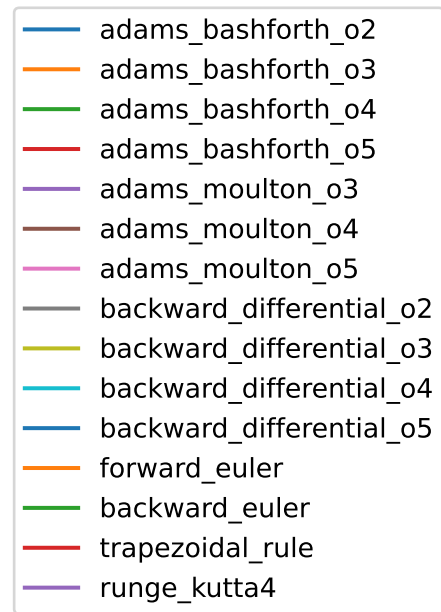 adams_bashforth_o2
adams_bashforth_o3
adams_bashforth_o4
adams_bashforth_o5
adams_moulton_o3
adams_moulton_o4
adams_moulton_o5
backward_differential_o2
backward_differential_o3
backward_differential_o4
backward_differential_o5
forward_euler
backward_euler
trapezoidal_rule
runge_kutta4